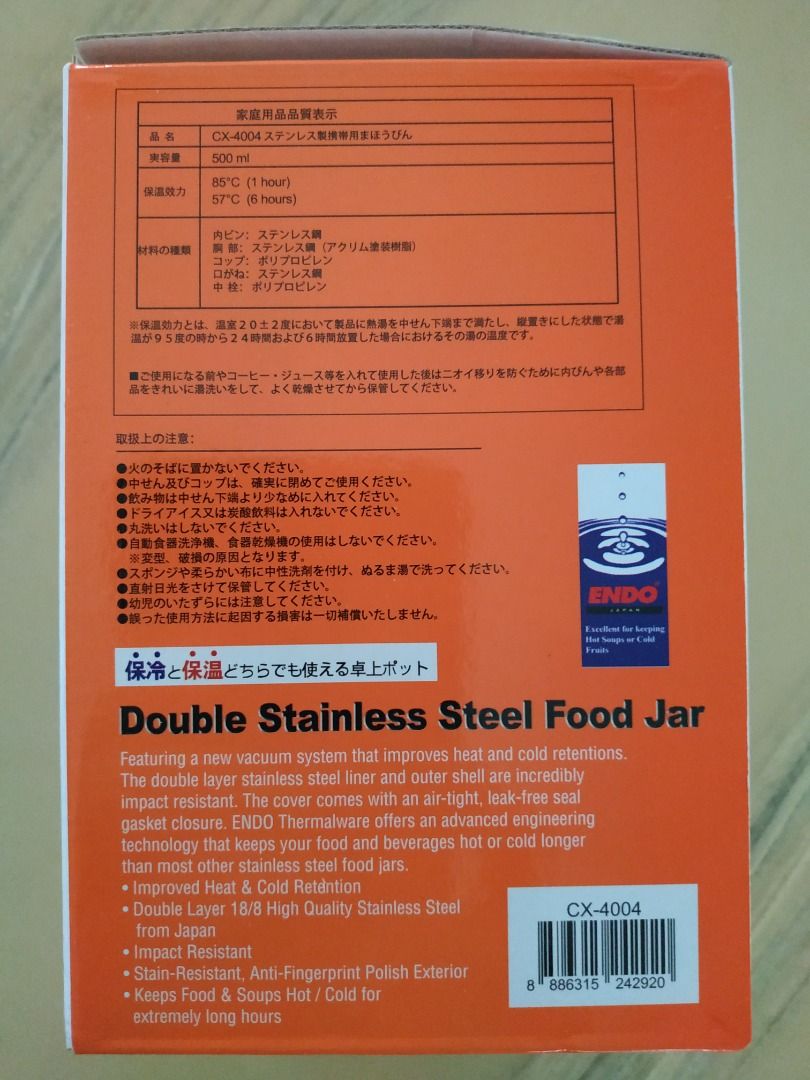 家庭用品品質表示
品 名 CX-4004 ステンレス製携帯用まほうびん
実容量 500 ml
保温効力 85°C (1 hour)
57°C (6 hours)
材料の種類 内ビン: ステンレス鋼
胴 部: ステンレス鋼 (アクリム塗装樹脂)
コップ: ポリプロピレン
口がね: ステンレス鋼
中 栓: ポリプロピレン
※保温効力とは、温室20±2度において製品に熱湯を中せん下端まで満たし、縦置きにした状態で湯
温が95度の時から24時間および6時間放置した場合におけるその湯の温度です。
■ご使用になる前やコーヒー・ジュース等を入れて使用した後はニオイ移りを防ぐために内びんや各部
品をきれいに湯洗いをして、よく乾燥させてから保管してください。
取扱上の注意:
●火のそばに置かないでください。
●中せん及びコップは、確実に閉めてご使用ください。
●飲み物は中せん下端より少なめに入れてください。
●ドライアイス又は炭酸飲料は入れないでください。
●丸洗いはしないでください。
●自動食器洗浄機、食器乾燥機の使用はしないでください。
※変型、破損の原因となります。
●スポンジや柔らかい布に中性洗剤を付け、ぬるま湯で洗ってください。
●直射日光をさけて保管してください。
●幼児のいたずらには注意してください。
●誤った使用方法に起因する損害は一切補償いたしません。
ENDO®
JAPAN
Excellent for keeping
Hot Soups or Cold
Fruits
保冷と保温どちらでも使える卓上ポット
Double Stainless Steel Food Jar
Featuring a new vacuum system that improves heat and cold retentions.
The double layer stainless steel liner and outer shell are incredibly
impact resistant. The cover comes with an air-tight, leak-free seal
gasket closure. ENDO Thermalware offers an advanced engineering
technology that keeps your food and beverages hot or cold longer
than most other stainless steel food jars.
• Improved Heat & Cold Retention
• Double Layer 18/8 High Quality Stainless Steel
from Japan
• Impact Resistant
• Stain-Resistant, Anti-Fingerprint Polish Exterior
• Keeps Food & Soups Hot / Cold for
extremely long hours
CX-4004
8 886315 242920